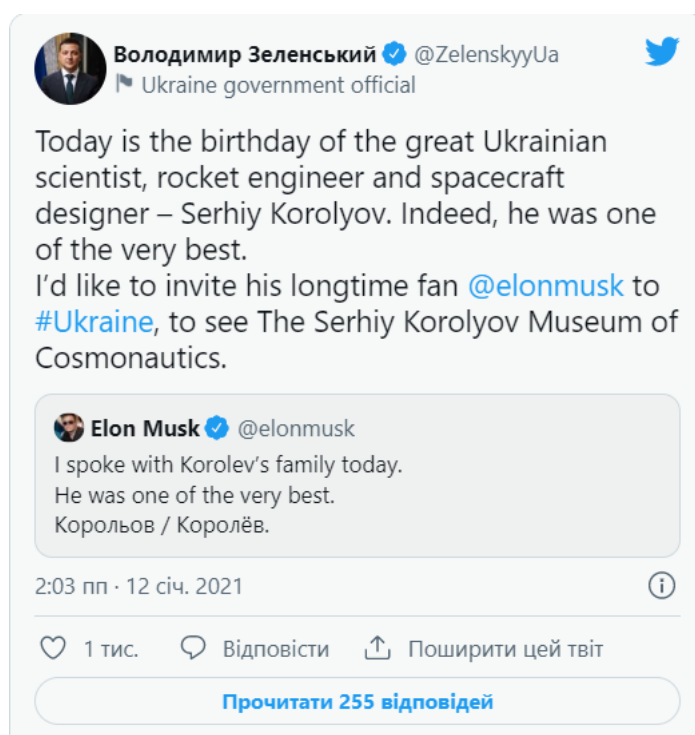 Володимир Зеленський @ZelenskyyUa
Ukraine government official
Today is the birthday of the great Ukrainian
scientist, rocket engineer and spacecraft
designer – Serhiy Korolyov. Indeed, he was one
of the very best.
I’d like to invite his longtime fan @elonmusk to
#Ukraine, to see The Serhiy Korolyov Museum of
Cosmonautics.
Elon Musk @elonmusk
I spoke with Korolev’s family today.
He was one of the very best.
Корольов / Королёв.
2:03 пп · 12 січ. 2021
1 тис. Відповісти Поширити цей твіт
Прочитати 255 відповідей